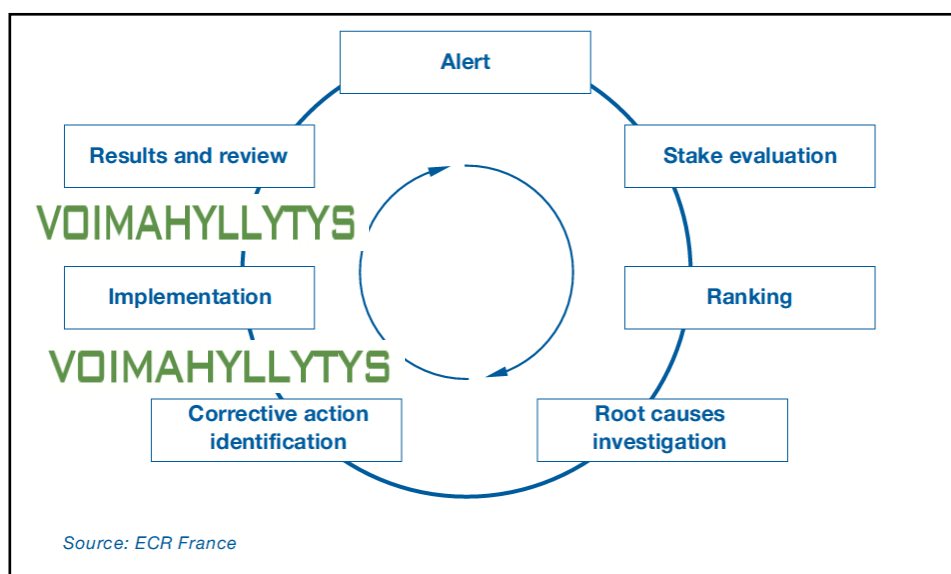 Alert
Results and review
Stake evaluation
VOIMAHYLLYTYS
Implementation
Ranking
VOIMAHYLLYTYS
Corrective action
identification
Root causes
investigation
Source: ECR France